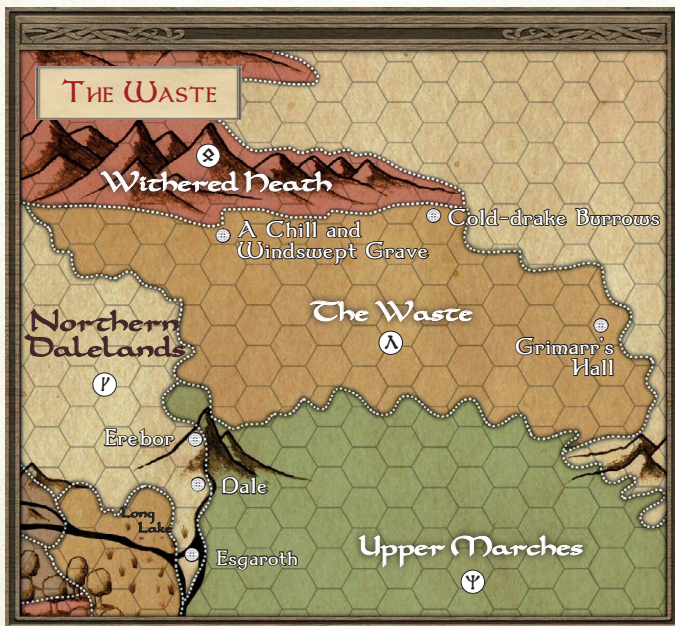 The Waste
Withered Heath
A Chill and
Windswept Grave
Cold-drake Burrows
The Waste
Grimarr's
Hall
Northern
Dalelands
Erebor
Dale
Long
Lake
Esgaroth
Upper Marches